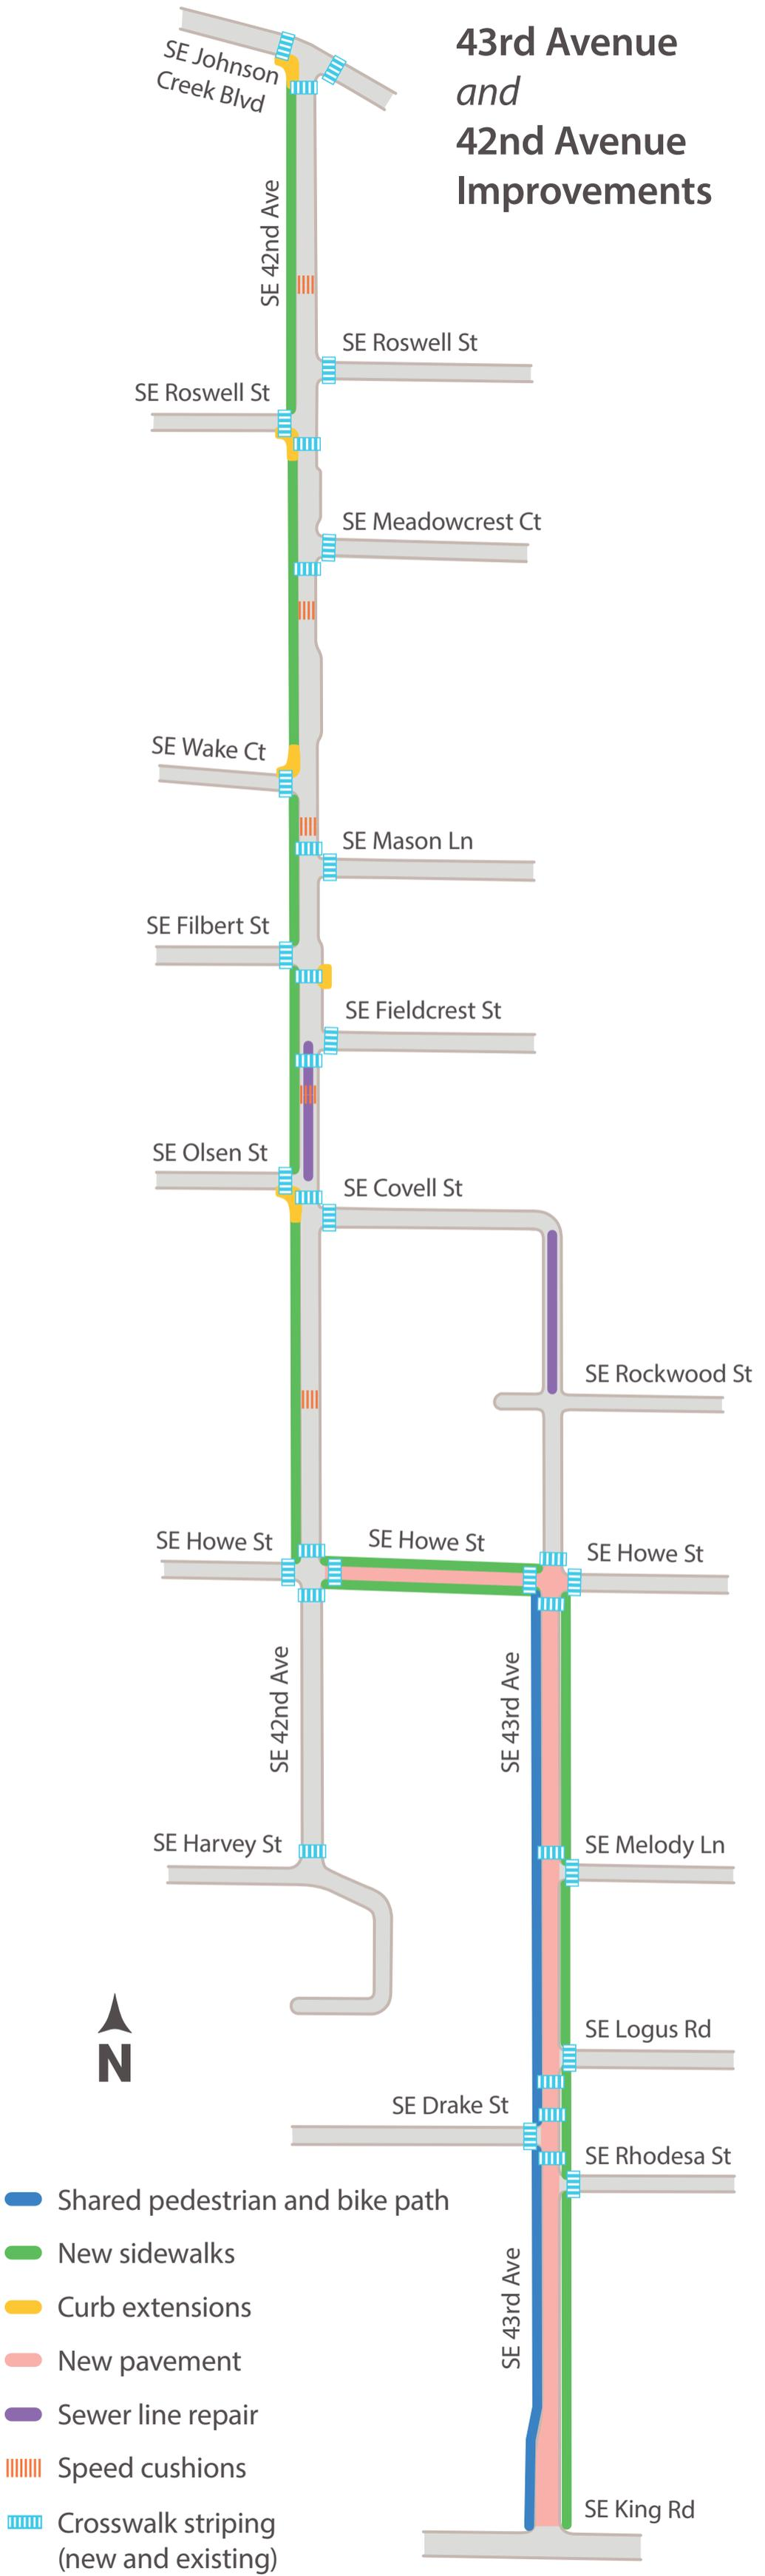 43rd Avenue
and
42nd Avenue
Improvements
SE Johnson
Creek Blvd
SE 42nd Ave
SE Roswell St
SE Roswell St
SE Meadowcrest Ct
SE Wake Ct
SE Mason Ln
SE Filbert St
SE Fieldcrest St
SE Olsen St
SE Covell St
SE Rockwood St
SE Howe St
SE Howe St
SE Howe St
SE 42nd Ave
SE 43rd Ave
SE Harvey St
SE Melody Ln
SE Logus Rd
N
SE Drake St
SE Rhodesa St
SE 43rd Ave
SE King Rd
Shared pedestrian and bike path
New sidewalks
Curb extensions
New pavement
Sewer line repair
Speed cushions
Crosswalk striping
(new and existing)